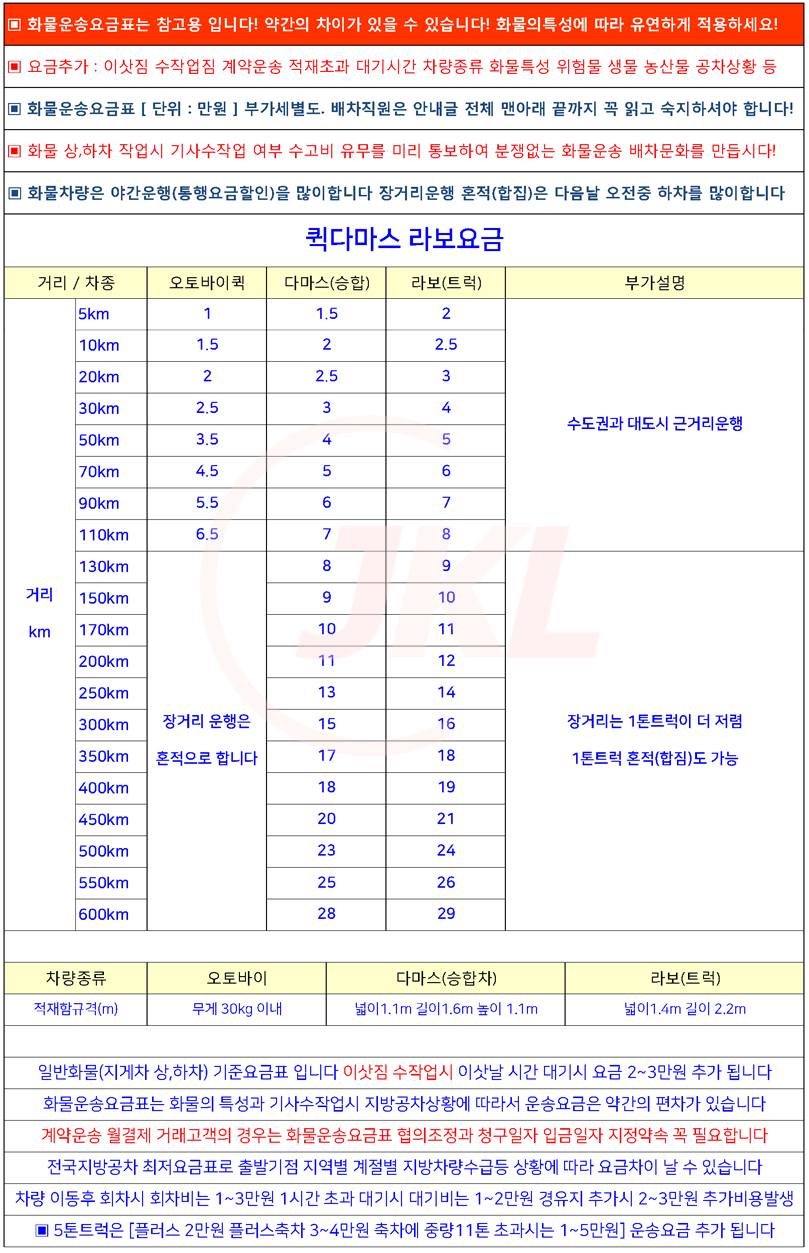 ▣ 화물운송요금표는 참고용 입니다! 약간의 차이가 있을 수 있습니다! 화물의특성에 따라 유연하게 적용하세요!
▣ 요금추가 : 이삿짐 수작업짐 계약운송 적재초과 대기시간 차량종류 화물특성 위험물 생물 농산물 공차상황 등
▣ 화물운송요금표 [ 단위 : 만원 ] 부가세별도. 배차직원은 안내글 전체 맨아래 끝까지 꼭 읽고 숙지하셔야 합니다!
▣ 화물 상,하차 작업시 기사수작업 여부 수고비 유무를 미리 통보하여 분쟁없는 화물운송 배차문화를 만듭시다!
▣ 화물차량은 야간운행(통행요금할인)을 많이합니다 장거리운행 혼적(합짐)은 다음날 오전중 하차를 많이합니다
퀵다마스 라보요금
거리 / 차종 오토바이퀵 다마스(승합) 라보(트럭) 부가설명
5km 1 1.5 2
10km 1.5 2 2.5
20km 2 2.5 3
30km 2.5 3 4
수도권과 대도시 근거리운행
50km 3.5 4 5
70km 4.5 5 6
90km 5.5 6 7
110km 6.5 7 8
130km 8 9
거리
150km 9 10
km
170km 10 11
200km 11 12
250km 13 14
300km 장거리 운행은 15 16 장거리는 1톤트럭이 더 저렴
350km 혼적으로 합니다 17 18 1톤트럭 혼적(합짐)도 가능
400km 18 19
450km 20 21
500km 23 24
550km 25 26
600km 28 29
차량종류 오토바이 다마스(승합차) 라보(트럭)
적재함규격(m) 무게 30kg 이내 넓이1.1m 길이1.6m 높이 1.1m 넓이1.4m 길이 2.2m
일반화물(지게차 상,하차) 기준요금표 입니다 이삿짐 수작업시 이삿날 시간 대기시 요금 2~3만원 추가 됩니다
화물운송요금표는 화물의 특성과 기사수작업시 지방공차상황에 따라서 운송요금은 약간의 편차가 있습니다
계약운송 월결제 거래고객의 경우는 화물운송요금표 협의조정과 청구일자 입금일자 지정약속 꼭 필요합니다
전국지방공차 최저요금표로 출발기점 지역별 계절별 지방차량수급등 상황에 따라 요금차이 날 수 있습니다
차량 이동후 회차시 회차비는 1~3만원 1시간 초과 대기시 대기비는 1~2만원 경유지 추가시 2~3만원 추가비용발생
▣ 5톤트럭은 [플러스 2만원 플러스축차 3~4만원 축차에 중량11톤 초과시는 1~5만원] 운송요금 추가 됩니다
JKL